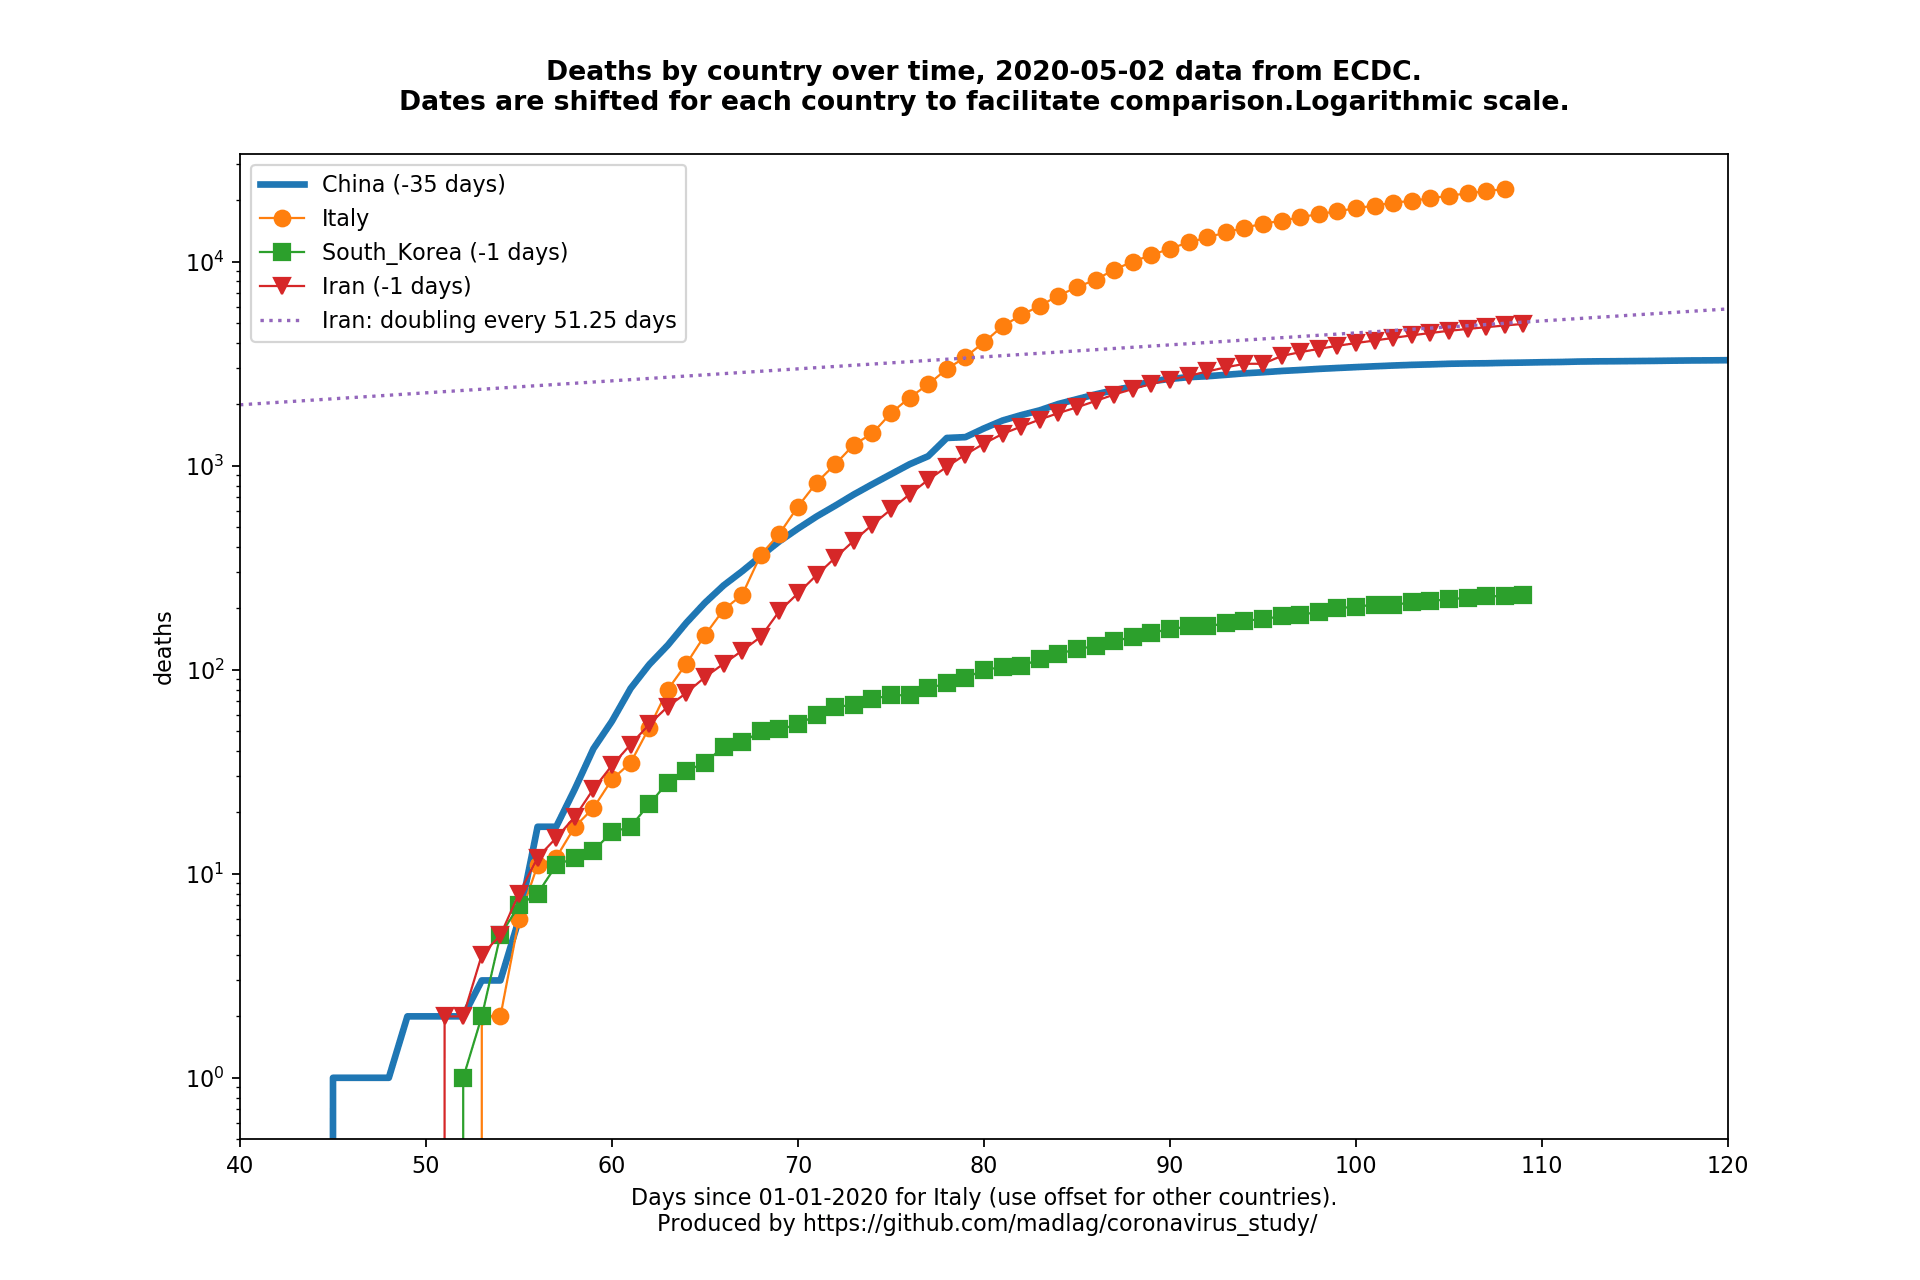 Deaths by country over time, 2020-05-02 data from ECDC.
Dates are shifted for each country to facilitate comparison.Logarithmic scale.
China (-35 days)
Italy
South_Korea (-1 days)
Iran (-1 days)
Iran: doubling every 51.25 days
10⁴
10³
10²
10¹
10⁰
deaths
40 50 60 70 80 90 100 110 120
Days since 01-01-2020 for Italy (use offset for other countries).
Produced by https://github.com/madlag/coronavirus_study/